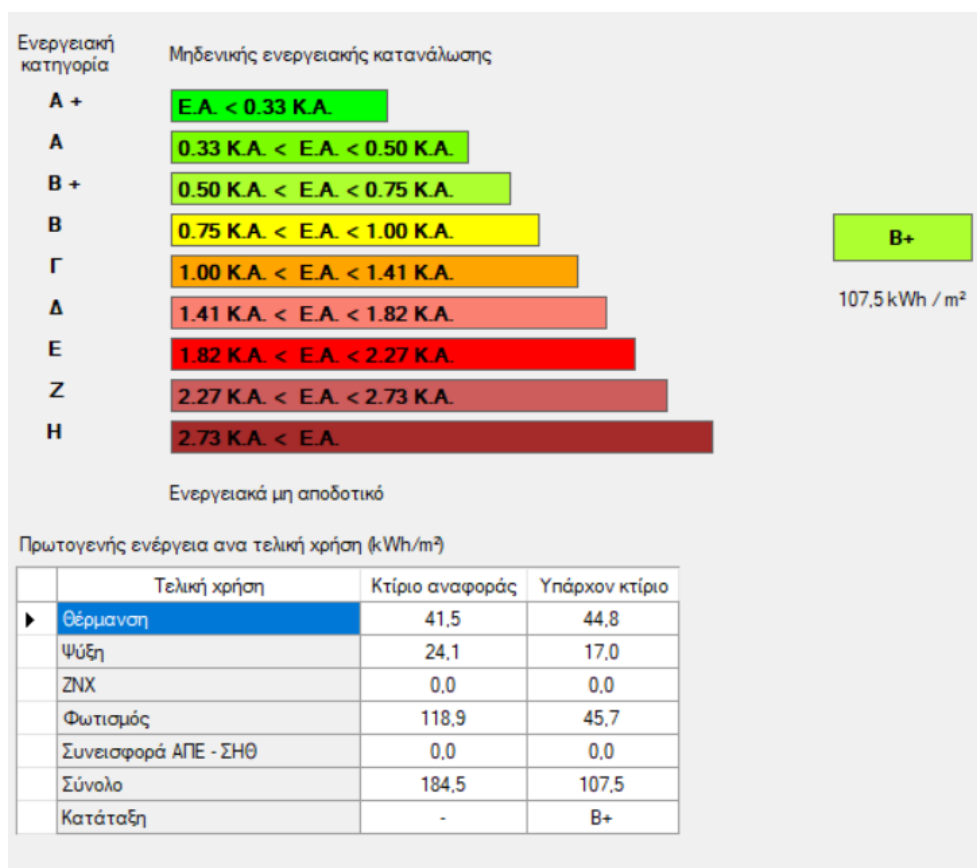 Ενεργειακή
κατηγορία
Μηδενικής ενεργειακής κατανάλωσης
Α +
Ε.Α. < 0.33 Κ.Α.
Α
0.33 Κ.Α. < Ε.Α. < 0.50 Κ.Α.
Β +
0.50 Κ.Α. < Ε.Α. < 0.75 Κ.Α.
Β
0.75 Κ.Α. < Ε.Α. < 1.00 Κ.Α.
Β+
Γ
1.00 Κ.Α. < Ε.Α. < 1.41 Κ.Α.
107,5 kWh / m²
Δ
1.41 Κ.Α. < Ε.Α. < 1.82 Κ.Α.
Ε
1.82 Κ.Α. < Ε.Α. < 2.27 Κ.Α.
Ζ
2.27 Κ.Α. < Ε.Α. < 2.73 Κ.Α.
Η
2.73 Κ.Α. < Ε.Α.
Ενεργειακά μη αποδοτικό
Πρωτογενής ενέργεια ανα τελική χρήση (kWh/m²)
Τελική χρήση Κτίριο αναφοράς Υπάρχον κτίριο
Θέρμανση 41,5 44,8
Ψύξη 24,1 17,0
ΖΝΧ 0,0 0,0
Φωτισμός 118,9 45,7
Συνεισφορά ΑΠΕ - ΣΗΘ 0,0 0,0
Σύνολο 184,5 107,5
Κατάταξη - Β+